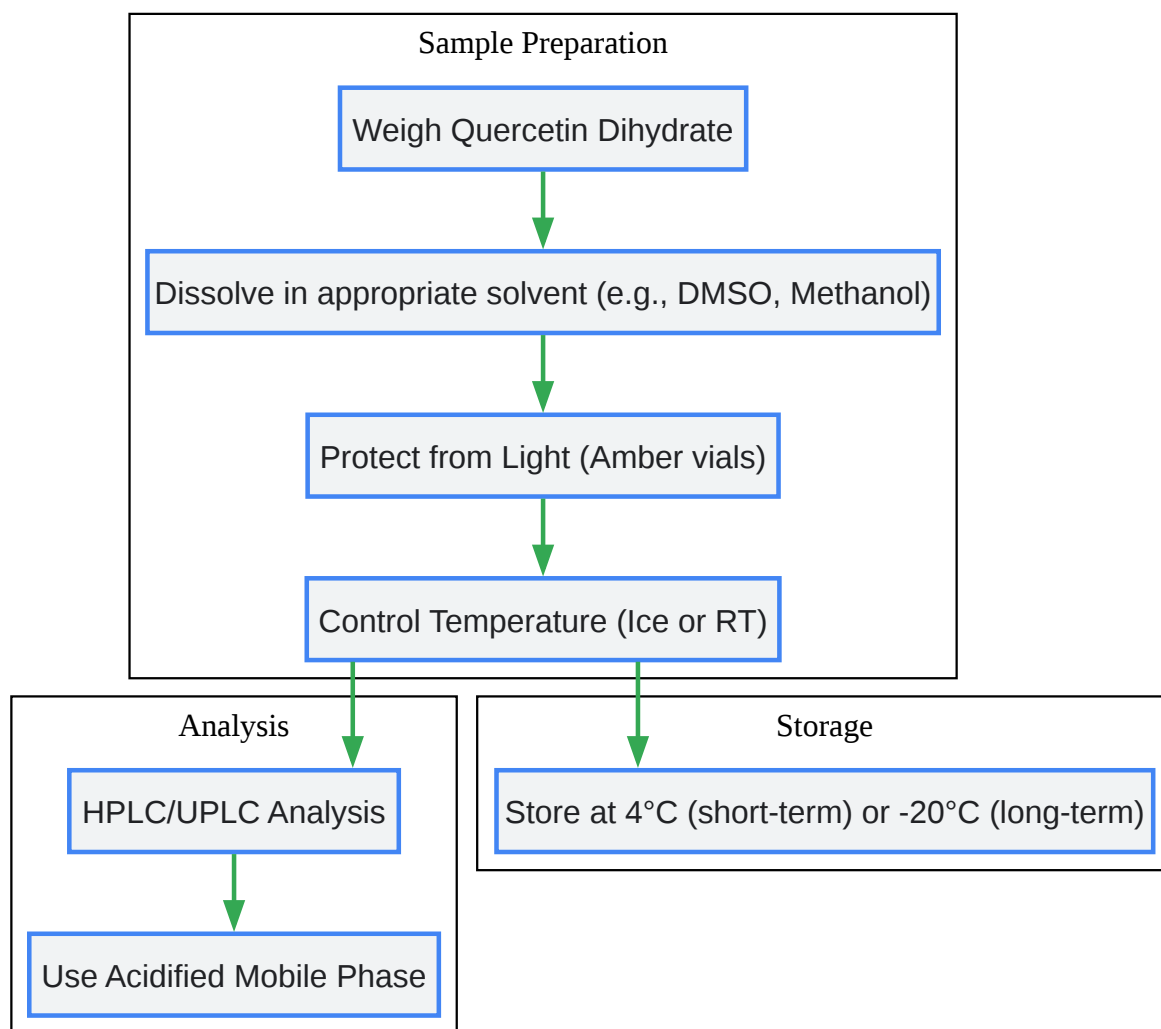 Sample Preparation
Weigh Quercetin Dihydrate
Dissolve in appropriate solvent (e.g., DMSO, Methanol)
Protect from Light (Amber vials)
Control Temperature (Ice or RT)
Analysis
HPLC/UPLC Analysis
Use Acidified Mobile Phase
Storage
Store at 4°C (short-term) or -20°C (long-term)